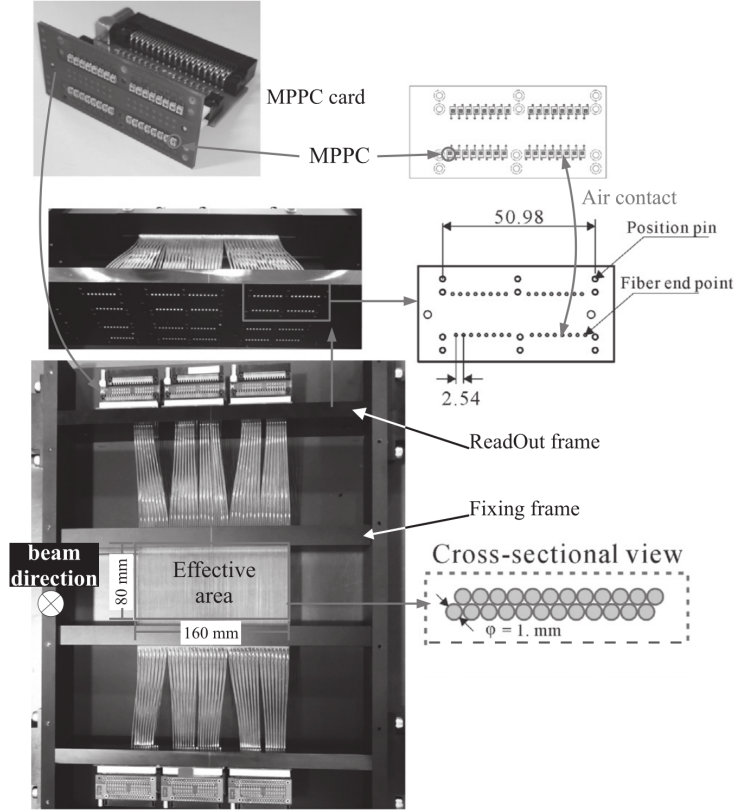 MPPC card
MPPC
Air contact
50.98
Position pin
Fiber end point
2.54
ReadOut frame
Fixing frame
beam
direction
80 mm
Effective
area
160 mm
Cross-sectional view
φ = 1. mm